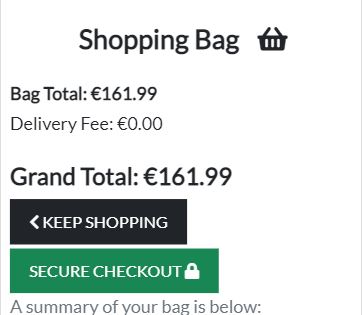 Shopping Bag
Bag Total: €161.99
Delivery Fee: €0.00
Grand Total: €161.99
KEEP SHOPPING
SECURE CHECKOUT
A summary of your bag is below: